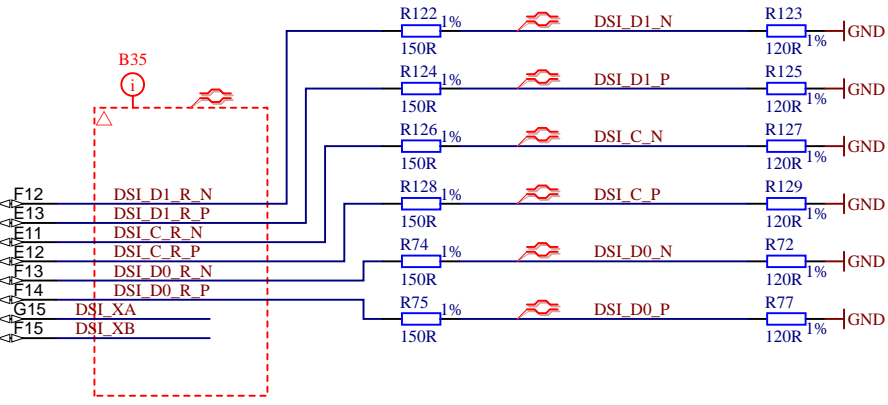 R122 1% DSI_D1_N R123
150R 120R 1% GND
B35
i
R124 1% DSI_D1_P R125
150R 120R 1% GND
R126 1% DSI_C_N R127
150R 120R 1% GND
R128 1% DSI_C_P R129
150R 120R 1% GND
R74 1% DSI_D0_N R72
150R 120R 1% GND
R75 1% DSI_D0_P R77
150R 120R 1% GND
F12 DSI_D1_R_N
E13 DSI_D1_R_P
E11 DSI_C_R_N
E12 DSI_C_R_P
F13 DSI_D0_R_N
F14 DSI_D0_R_P
G15 DSI_XA
F15 DSI_XB